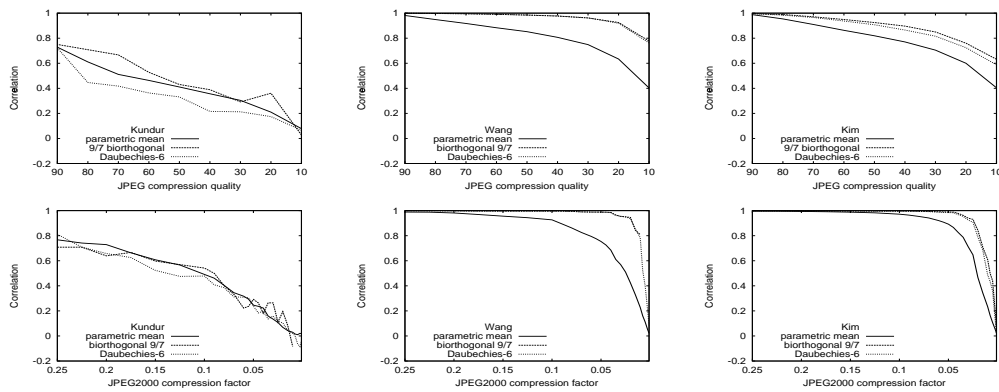 1
0.8
0.6
0.4
0.2
0
-0.2
Correlation
Kundur
parametric mean
9/7 biorthogonal
Daubechies-6
90 80 70 60 50 40 30 20 10
JPEG compression quality
1
0.8
0.6
0.4
0.2
0
-0.2
Correlation
Wang
parametric mean
biorthogonal 9/7
Daubechies-6
90 80 70 60 50 40 30 20 10
JPEG compression quality
1
0.8
0.6
0.4
0.2
0
-0.2
Correlation
Kim
parametric mean
9/7 biorthogonal
Daubechies-6
90 80 70 60 50 40 30 20 10
JPEG compression quality
1
0.8
0.6
0.4
0.2
0
-0.2
Correlation
Kundur
parametric mean
biorthogonal 9/7
Daubechies-6
0.25 0.2 0.15 0.1 0.05
JPEG2000 compression factor
1
0.8
0.6
0.4
0.2
0
-0.2
Correlation
Wang
parametric mean
biorthogonal 9/7
Daubechies-6
0.25 0.2 0.15 0.1 0.05
JPEG2000 compression factor
1
0.8
0.6
0.4
0.2
0
-0.2
Correlation
Kim
parametric mean
biorthogonal 9/7
Daubechies-6
0.25 0.2 0.15 0.1 0.05
JPEG2000 compression factor